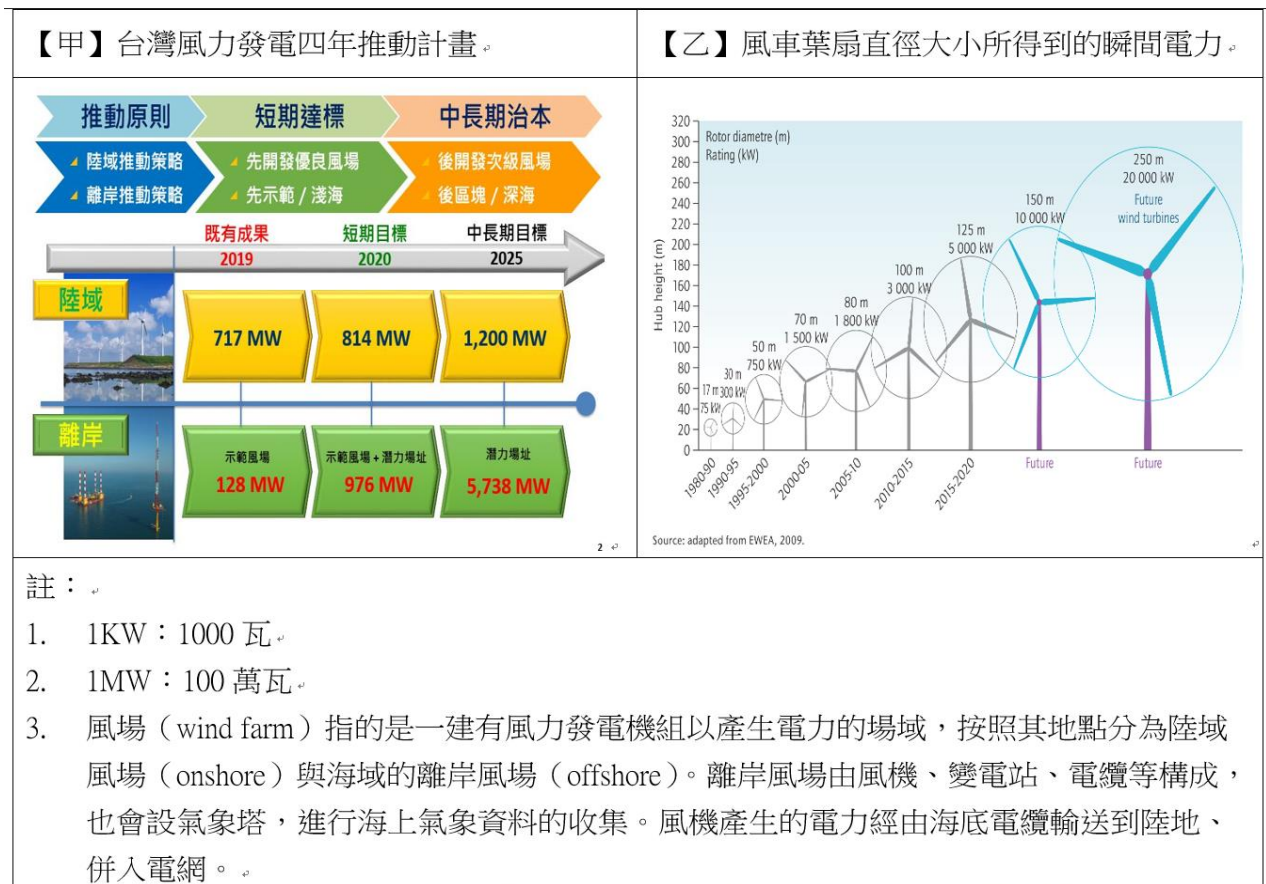 【甲】台灣風力發電四年推動計畫
推動原則
短期達標
中長期治本
陸域推動策略
離岸推動策略
先開發優良風場
先示範 / 淺海
後開發次級風場
後區塊 / 深海
既有成果
2019
短期目標
2020
中長期目標
2025
陸域
717 MW
814 MW
1,200 MW
離岸
示範風場
128 MW
示範風場+潛力場址
976 MW
潛力場址
5,738 MW
2
【乙】風車葉扇直徑大小所得到的瞬間電力
Rotor diametre (m)
Rating (kW)
Hub height (m)
320
300
280
260
240
220
200
180
160
140
120
100
80
60
40
20
0
17 m
75 kW
30 m
300 kW
50 m
750 kW
70 m
1 500 kW
80 m
1 800 kW
100 m
3 000 kW
125 m
5 000 kW
150 m
10 000 kW
250 m
20 000 kW
Future
wind turbines
1980-90
1990-95
1995-2000
2000-05
2005-10
2010-2015
2015-2020
Future
Future
Source: adapted from EWEA, 2009.
註：
1. 1KW：1000 瓦
2. 1MW：100 萬瓦
3. 風場（wind farm）指的是一建有風力發電機組以產生電力的場域，按照其地點分為陸域
風場（onshore）與海域的離岸風場（offshore）。離岸風場由風機、變電站、電纜等構成，
也會設氣象塔，進行海上氣象資料的收集。風機產生的電力經由海底電纜輸送到陸地、
併入電網。